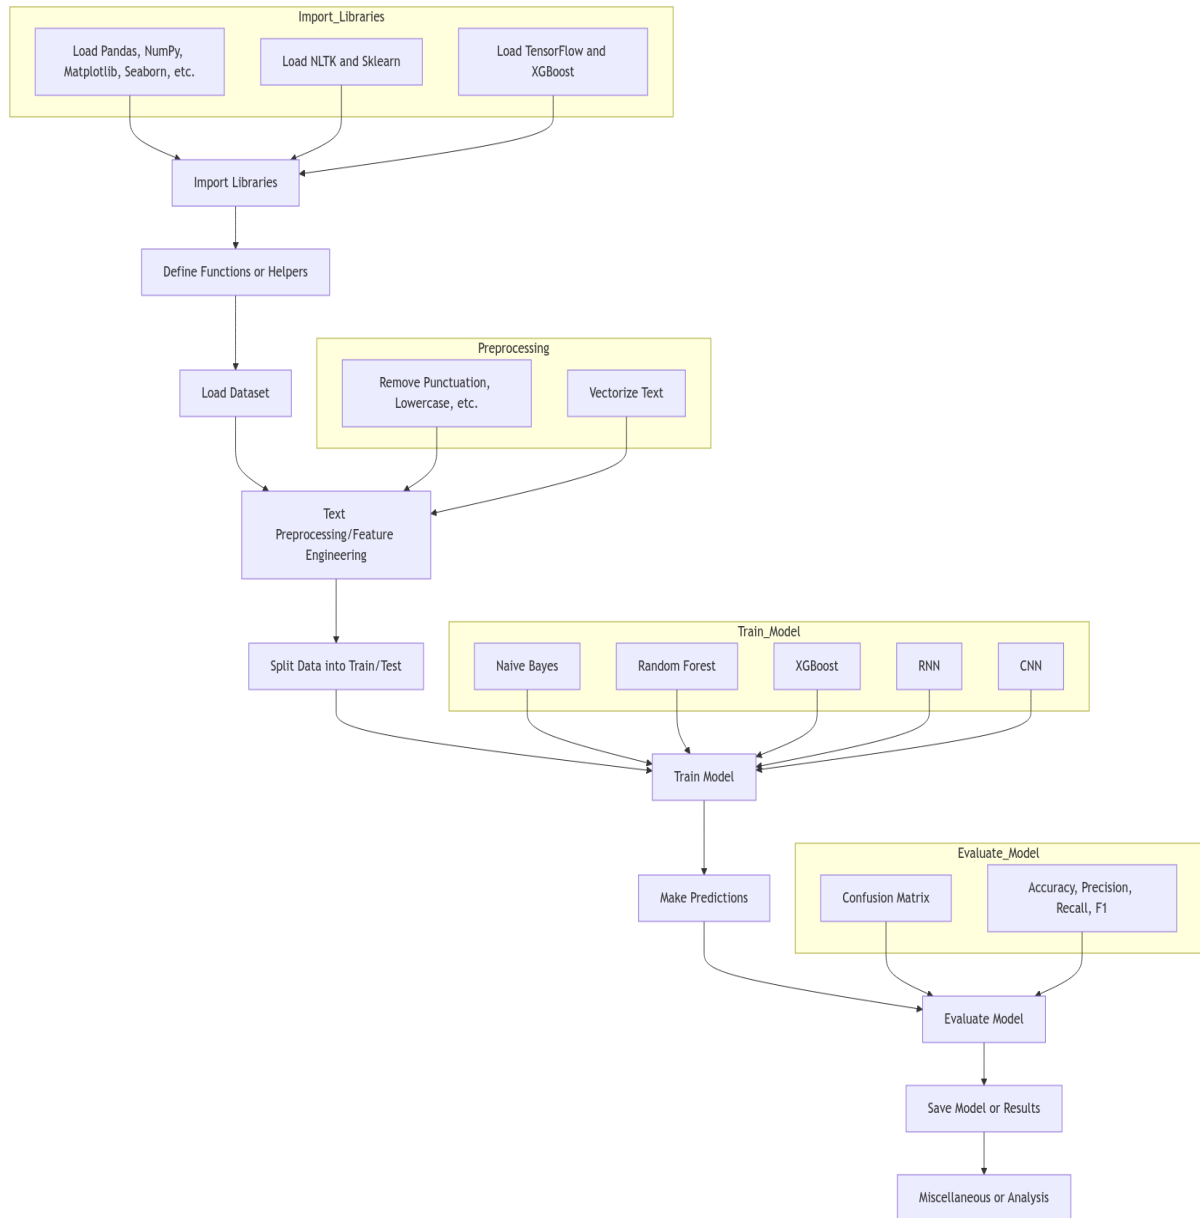 Import_Libraries
Load Pandas, NumPy,
Matplotlib, Seaborn, etc.
Load NLTK and Sklearn
Load TensorFlow and
XGBoost
Import Libraries
Define Functions or Helpers
Preprocessing
Load Dataset
Remove Punctuation,
Lowercase, etc.
Vectorize Text
Text
Preprocessing/Feature
Engineering
Train_Model
Split Data into Train/Test
Naive Bayes
Random Forest
XGBoost
RNN
CNN
Train Model
Evaluate_Model
Make Predictions
Confusion Matrix
Accuracy, Precision,
Recall, F1
Evaluate Model
Save Model or Results
Miscellaneous or Analysis